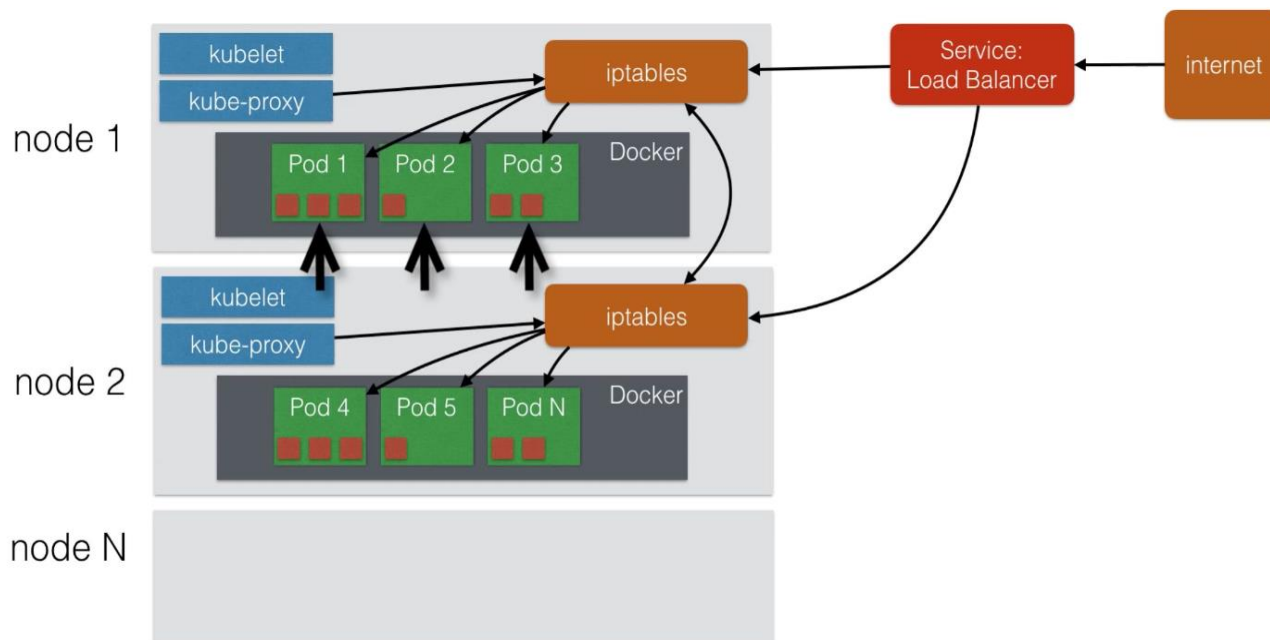 node 1
kubelet
kube-proxy
iptables
Service:
Load Balancer
internet
Docker
Pod 1
Pod 2
Pod 3
node 2
kubelet
kube-proxy
iptables
Docker
Pod 4
Pod 5
Pod N
node N